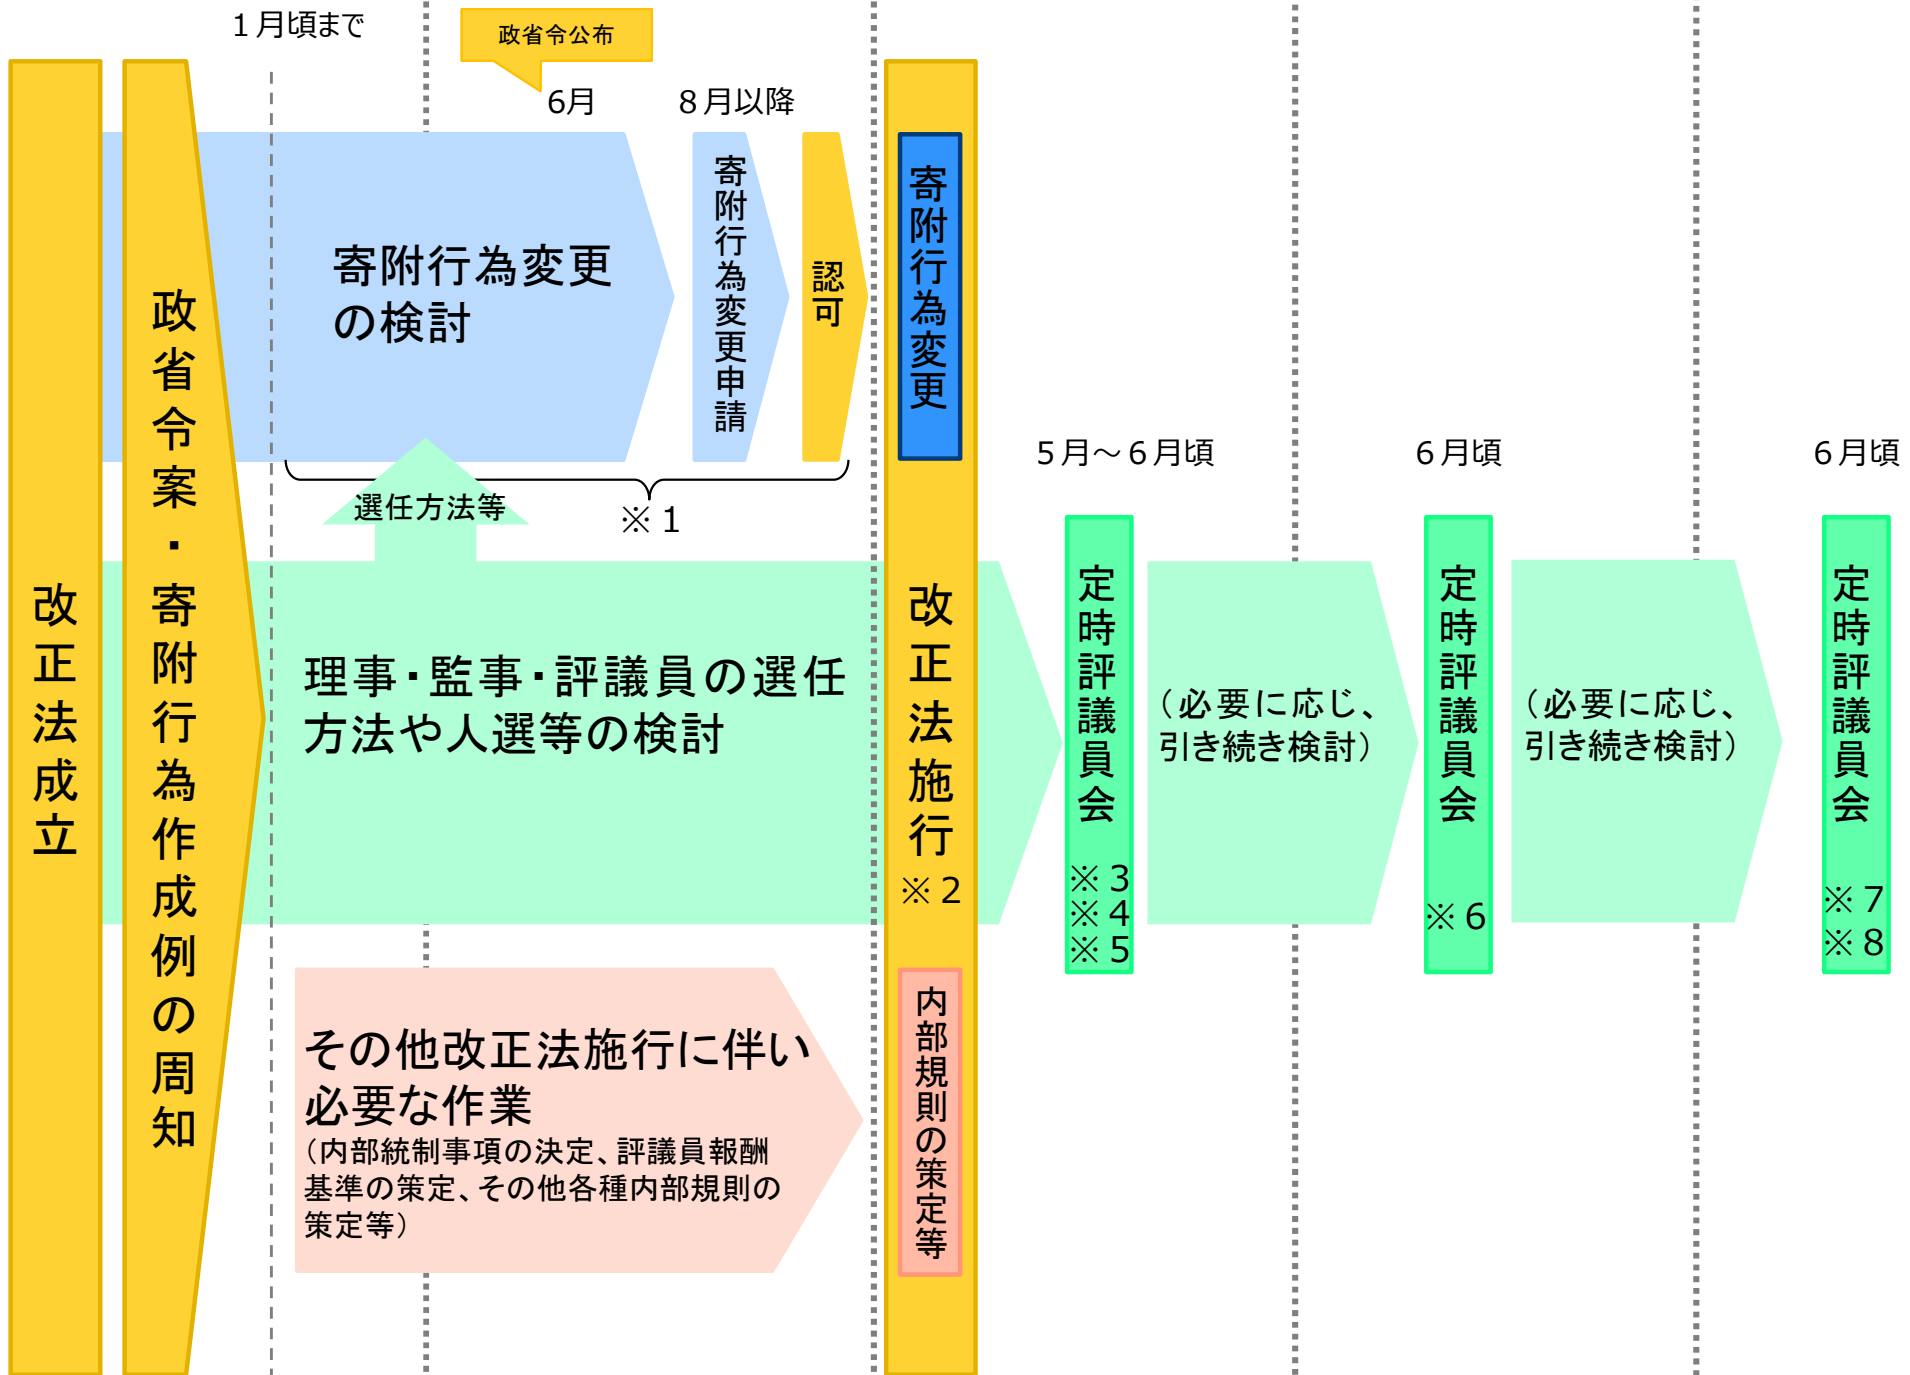 １月頃まで
政省令公布
6月
８月以降
改正法成立
政省令案・寄附行為作成例の周知
寄附行為変更
の検討
寄附行為変更申請
認可
寄附行為変更
選任方法等
※１
理事・監事・評議員の選任
方法や人選等の検討
改正法施行
※２
５月～６月頃
定時評議員会
※３
※４
※５
（必要に応じ、
引き続き検討）
６月頃
定時評議員会
※６
（必要に応じ、
引き続き検討）
６月頃
定時評議員会
※７
※８
その他改正法施行に伴い
必要な作業
（内部統制事項の決定、評議員報酬
基準の策定、その他各種内部規則の
策定等）
内部規則の策定等